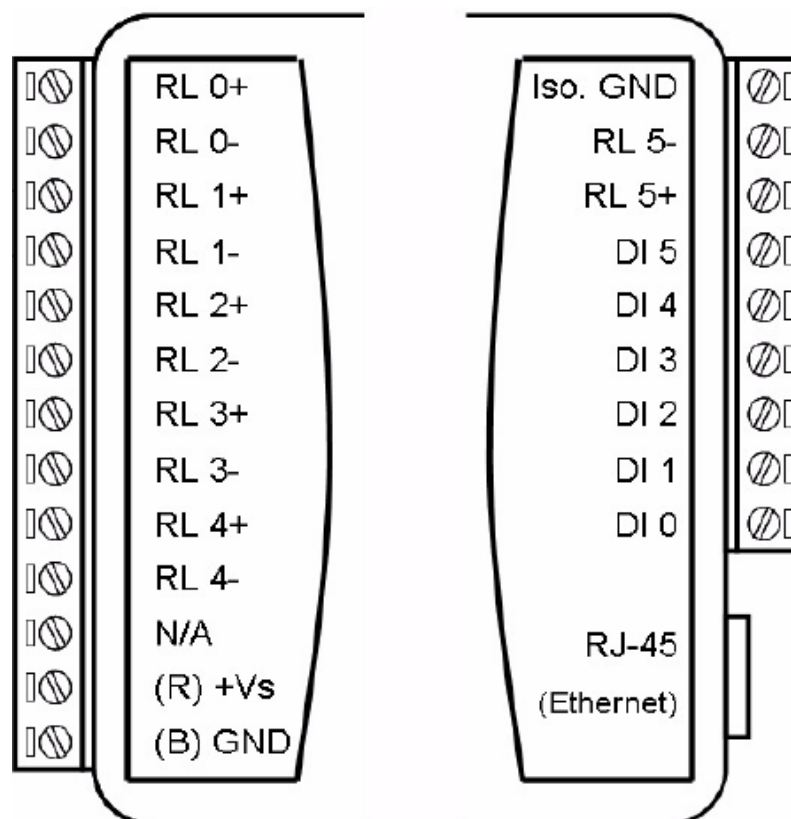 RL 0+
RL 0-
RL 1+
RL 1-
RL 2+
RL 2-
RL 3+
RL 3-
RL 4+
RL 4-
N/A
(R) +Vs
(B) GND
Iso. GND
RL 5-
RL 5+
DI 5
DI 4
DI 3
DI 2
DI 1
DI 0
RJ-45
(Ethernet)